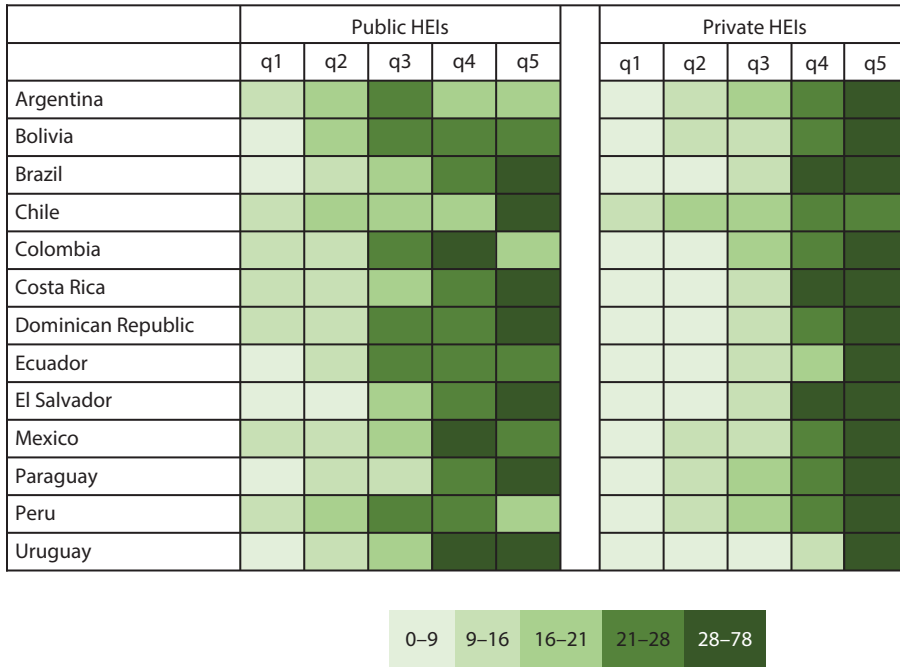 Public HEIs Private HEIs
q1 q2 q3 q4 q5 q1 q2 q3 q4 q5
Argentina
Bolivia
Brazil
Chile
Colombia
Costa Rica
Dominican Republic
Ecuador
El Salvador
Mexico
Paraguay
Peru
Uruguay
0–9 9–16 16–21 21–28 28–78